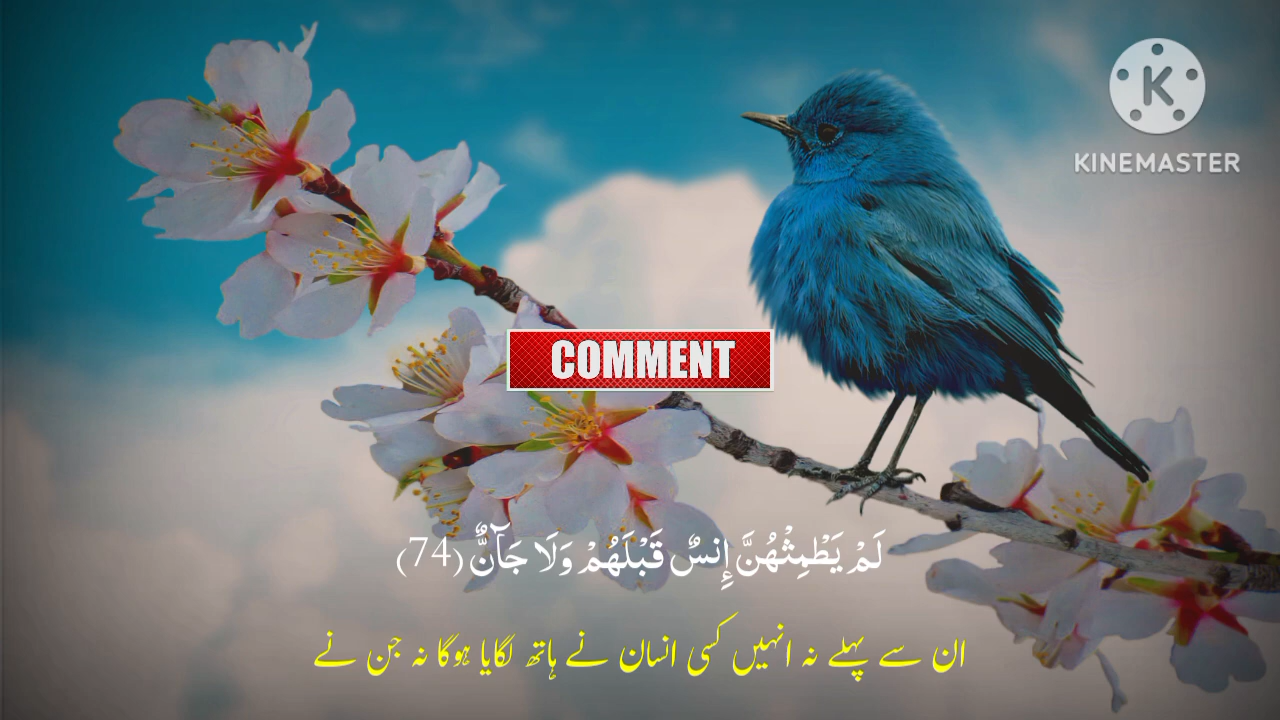 KINEMASTER
COMMENT
لَمْ يَطْمِثْهُنَّ إِنسٌ قَبْلَهُمْ وَلَا جَآنٌّ (74)
ان سے پہلے نہ انہیں کسی انسان نے ہاتھ لگایا ہوگا نہ جن نے